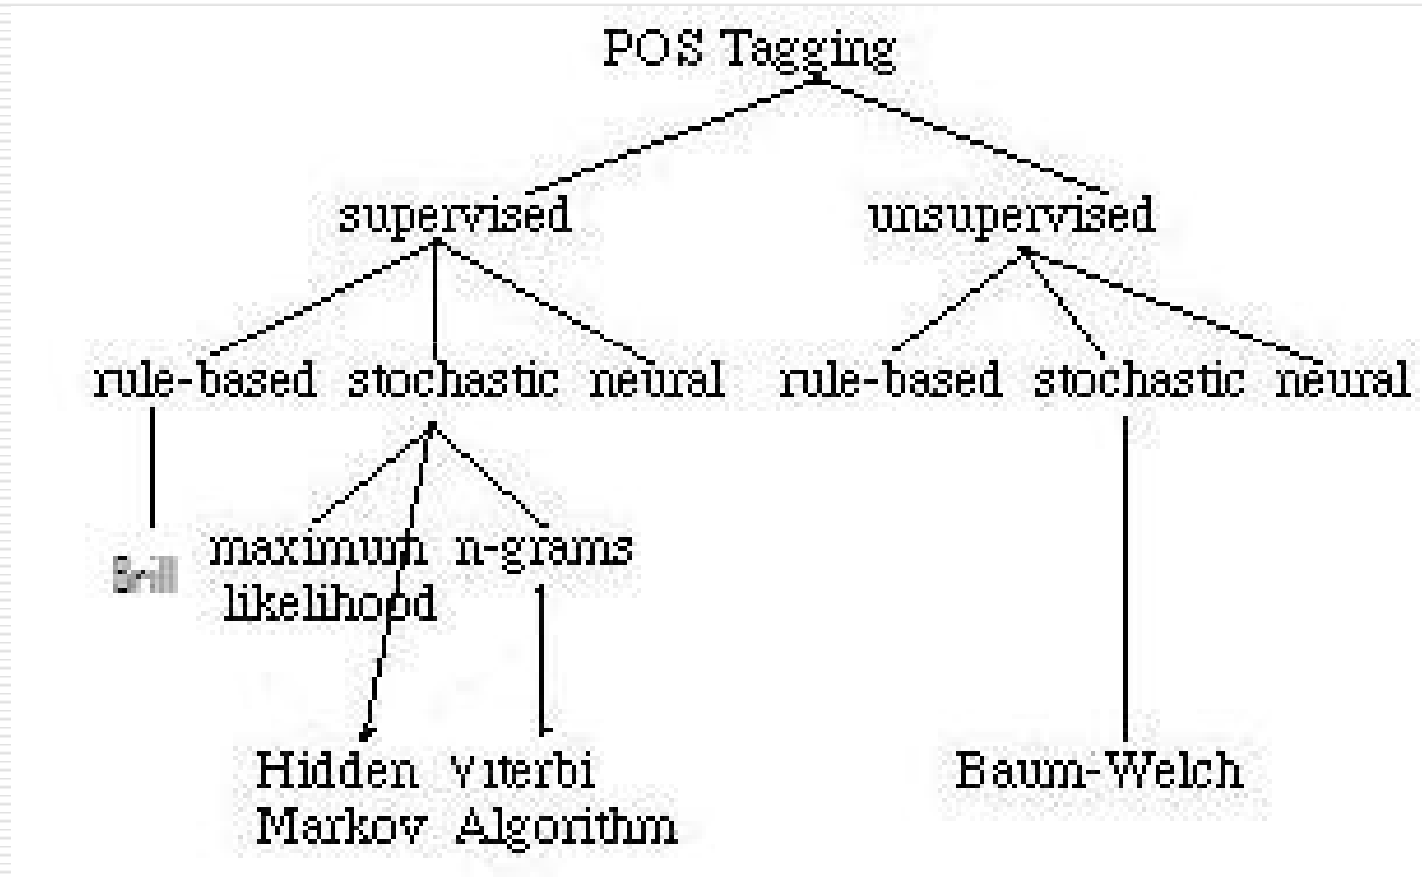 POS Tagging
supervised unsupervised
rule-based stochastic neural rule-based stochastic neural
Brill maximum n-grams
likelihood
Hidden Viterbi Baum-Welch
Markov Algorithm